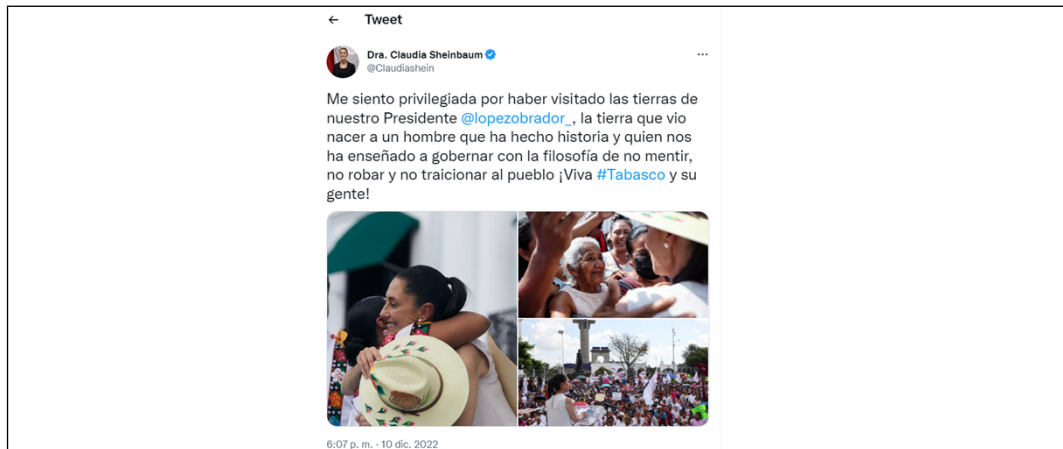 Tweet
Dra. Claudia Sheinbaum
@Claudiashein
Me siento privilegiada por haber visitado las tierras de
nuestro Presidente @lopezobrador_, la tierra que vio
nacer a un hombre que ha hecho historia y quien nos
ha enseñado a gobernar con la filosofía de no mentir,
no robar y no traicionar al pueblo ¡Viva #Tabasco y su
gente!
6:07 p. m. · 10 dic. 2022